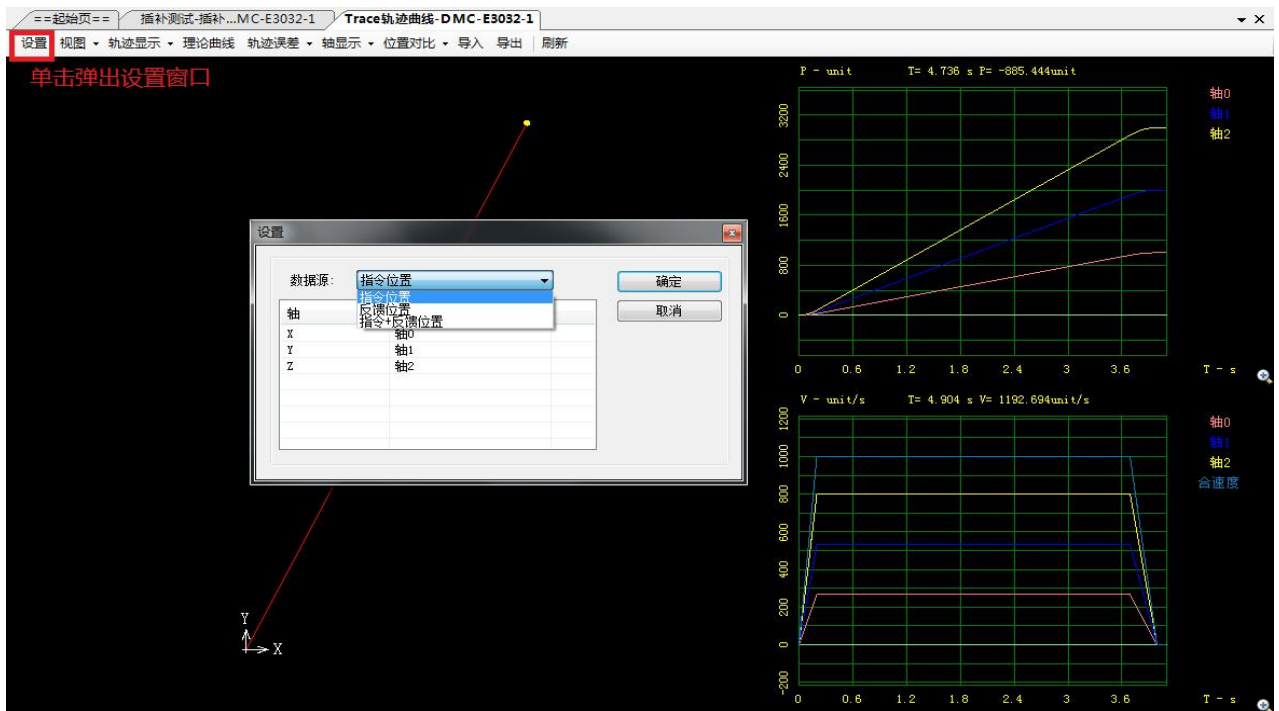 ==起始页==
插补测试-插补...MC-E3032-1
Trace轨迹曲线-DMC-E3032-1
设置 视图 轨迹显示 理论曲线 轨迹误差 轴显示 位置对比 导入 导出 刷新
单击弹出设置窗口
P - unit T= 4.736 s P= -885.444unit
轴0
轴1
轴2
3200
2400
1600
800
0
0 0.6 1.2 1.8 2.4 3 3.6 T - s
设置
数据源: 指令位置
指令位置
反馈位置
指令+反馈位置
确定
取消
轴
X 轴0
Y 轴1
Z 轴2
V - unit/s T= 4.904 s V= 1192.694unit/s
轴0
轴1
轴2
合速度
1200
1000
800
600
400
200
0
-200
0 0.6 1.2 1.8 2.4 3 3.6 T - s
Y
X